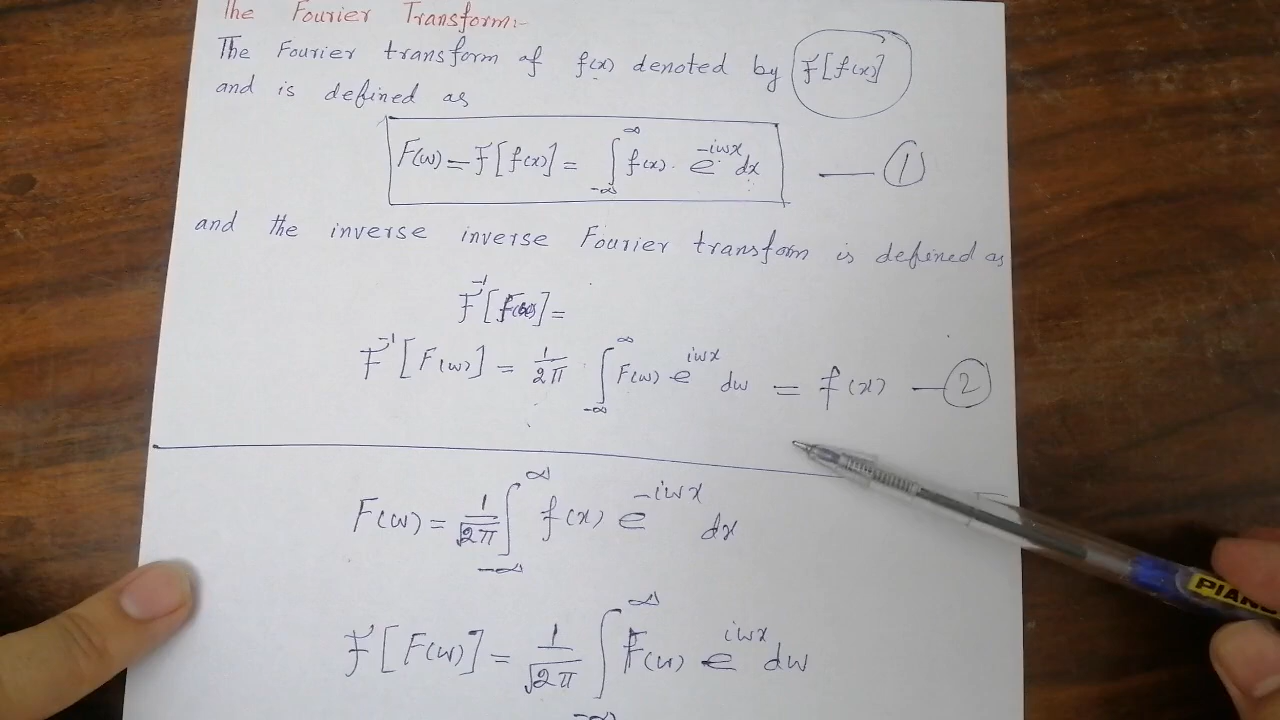 The Fourier Transform:-
The Fourier transform of f(x) denoted by F[f(x)]
and is defined as
F(w) = F[f(x)] = ∫_{-∞}^{∞} f(x) . e^{-iwx} dx — ①
and the inverse inverse Fourier transform is defined as
F^{-1}[F(w)] =
F^{-1}[F(w)] = 1/2π ∫_{-∞}^{∞} F(w) e^{iwx} dw = f(x) — ②
F(w) = 1/√2π ∫_{-∞}^{∞} f(x) e^{-iwx} dx
F[F(w)] = 1/√2π ∫_{-∞}^{∞} F(w) e^{iwx} dw
PIANO